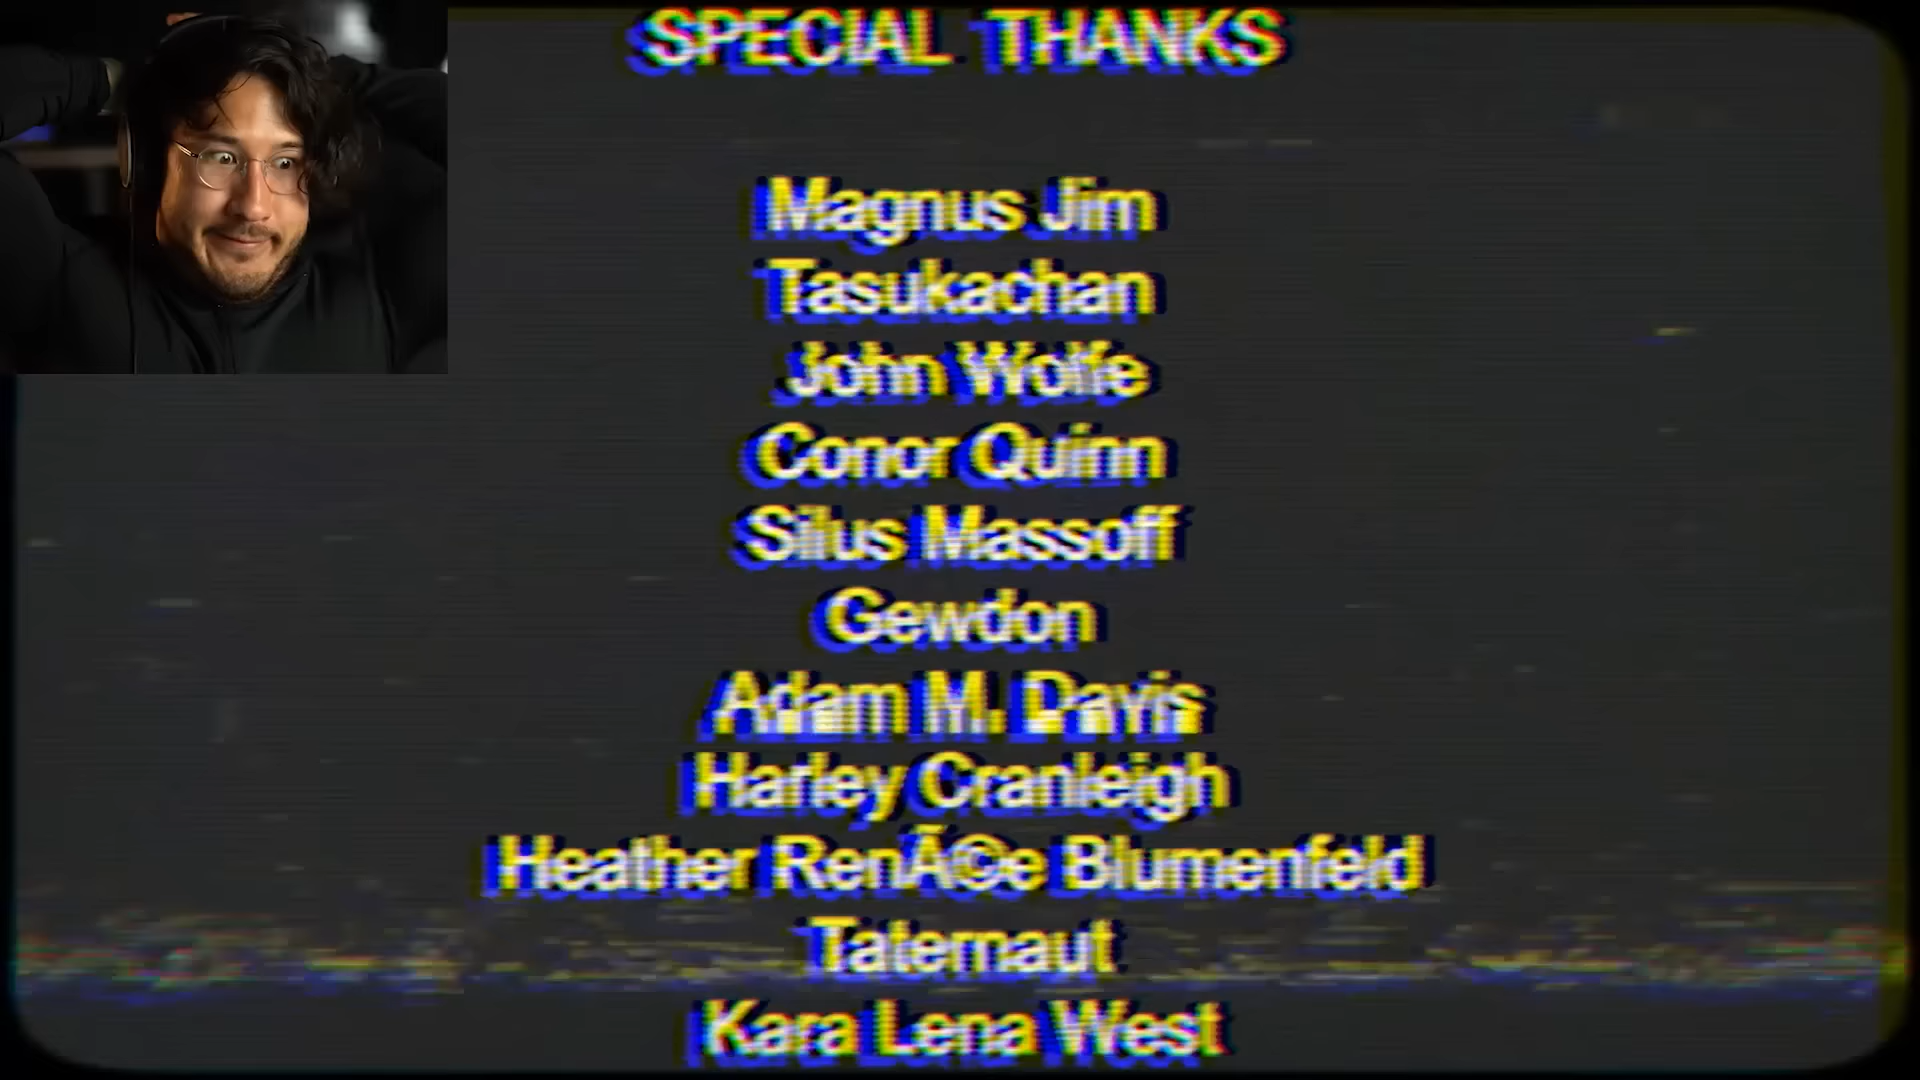 SPECIAL THANKS
Magnus Jim
Tasukachan
John Wolfe
Conor Quinn
Silus Massoff
Gewdon
Adam M. Davis
Harley Cranleigh
Heather RenÃ©e Blumenfeld
Taternaut
Kara Lena West